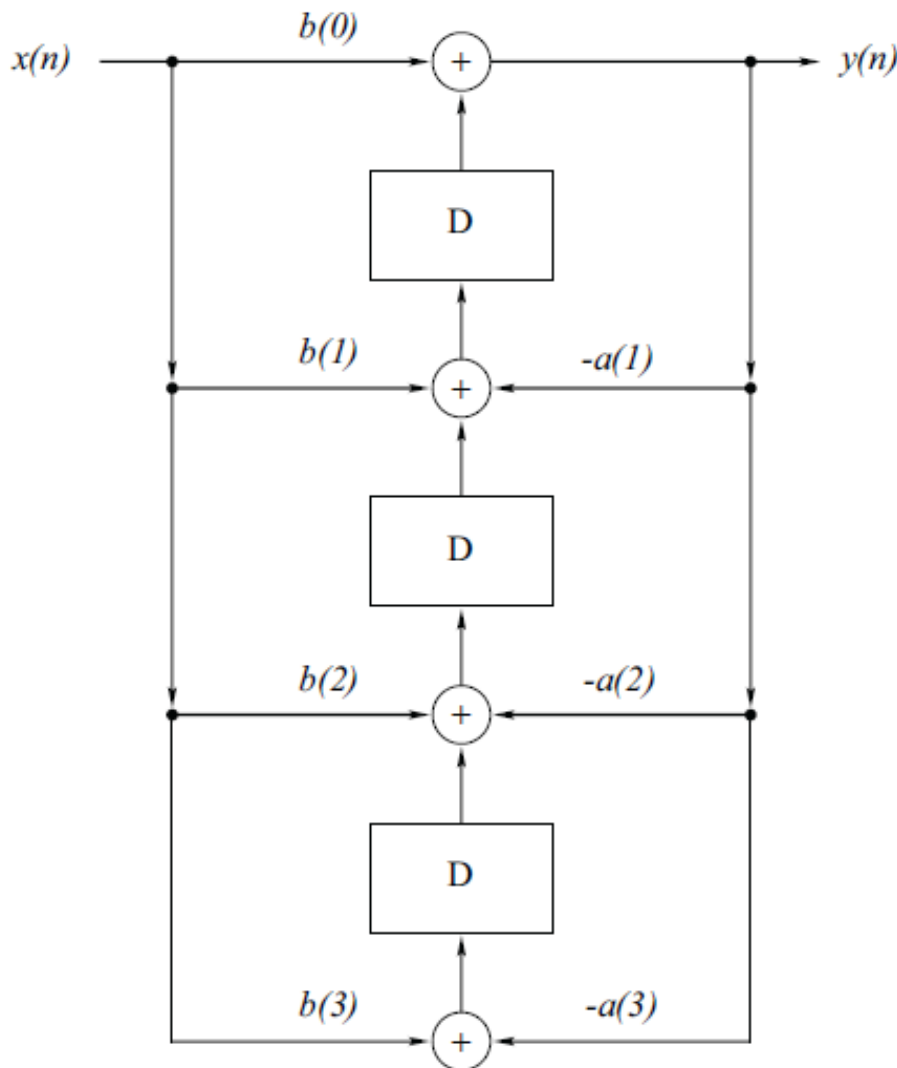 b(0)
x(n) + y(n)
D
b(1) -a(1)
+
D
b(2) -a(2)
+
D
b(3) -a(3)
+